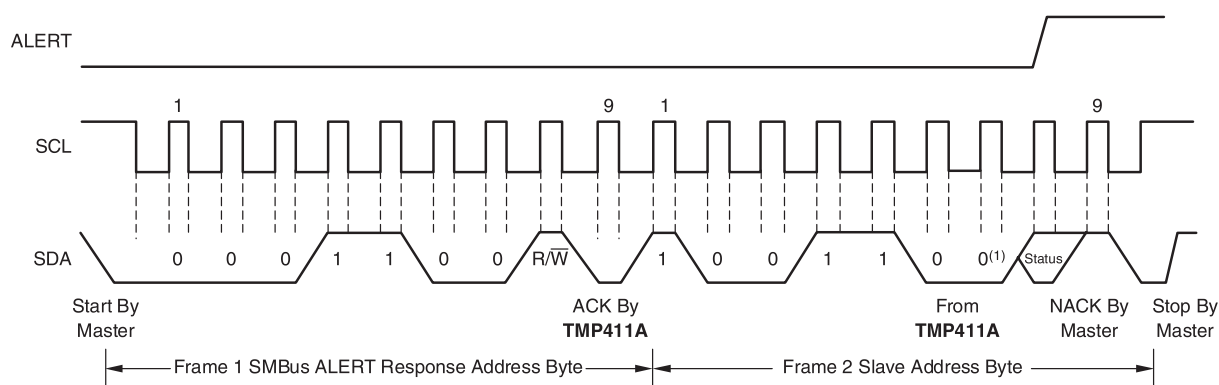 ALERT
1 9 1 9
SCL
SDA 0 0 0 1 1 0 0 R/W̅ 1 0 0 1 1 0 0(1) Status
Start By Master
ACK By TMP411A
From TMP411A
NACK By Master
Stop By Master
Frame 1 SMBus ALERT Response Address Byte
Frame 2 Slave Address Byte